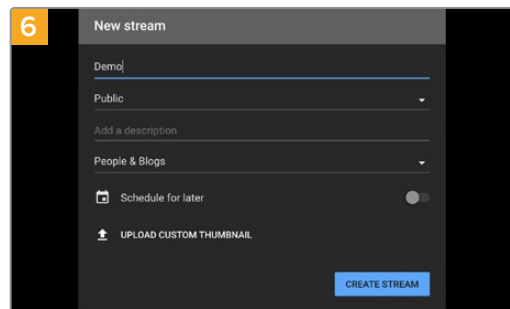 6
New stream
Demo
Public
Add a description
People & Blogs
Schedule for later
UPLOAD CUSTOM THUMBNAIL
CREATE STREAM